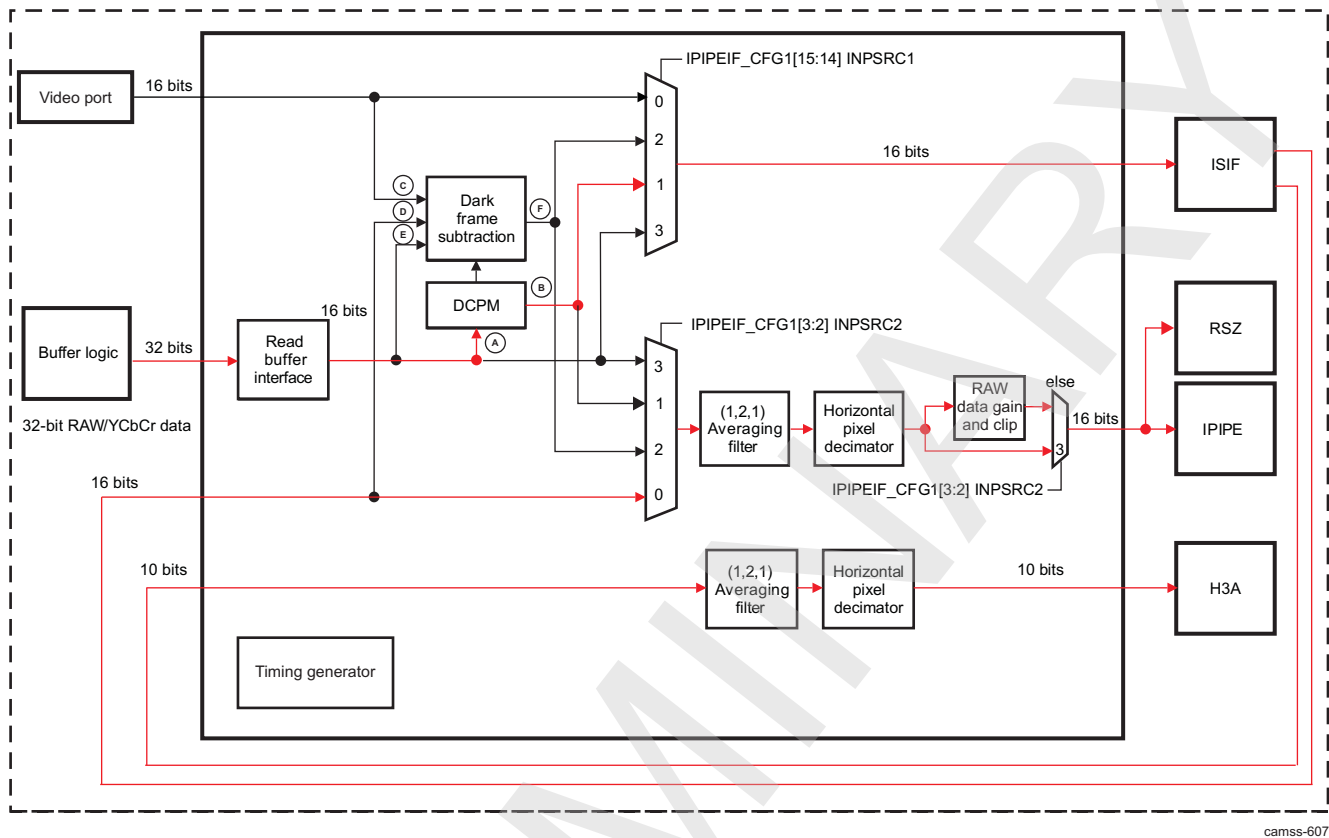 IPIPEIF_CFG1[15:14] INPSRC1
Video port
16 bits
0
2
1
3
16 bits
ISIF
C
D
E
Dark
frame
subtraction
F
DCPM
B
A
16 bits
Buffer logic
32 bits
Read
buffer
interface
32-bit RAW/YCbCr data
IPIPEIF_CFG1[3:2] INPSRC2
3
1
2
0
(1,2,1)
Averaging
filter
Horizontal
pixel
decimator
RAW
data gain
and clip
else
3
16 bits
IPIPEIF_CFG1[3:2] INPSRC2
RSZ
IPIPE
16 bits
10 bits
(1,2,1)
Averaging
filter
Horizontal
pixel
decimator
10 bits
H3A
Timing generator
MINARY
camss-607